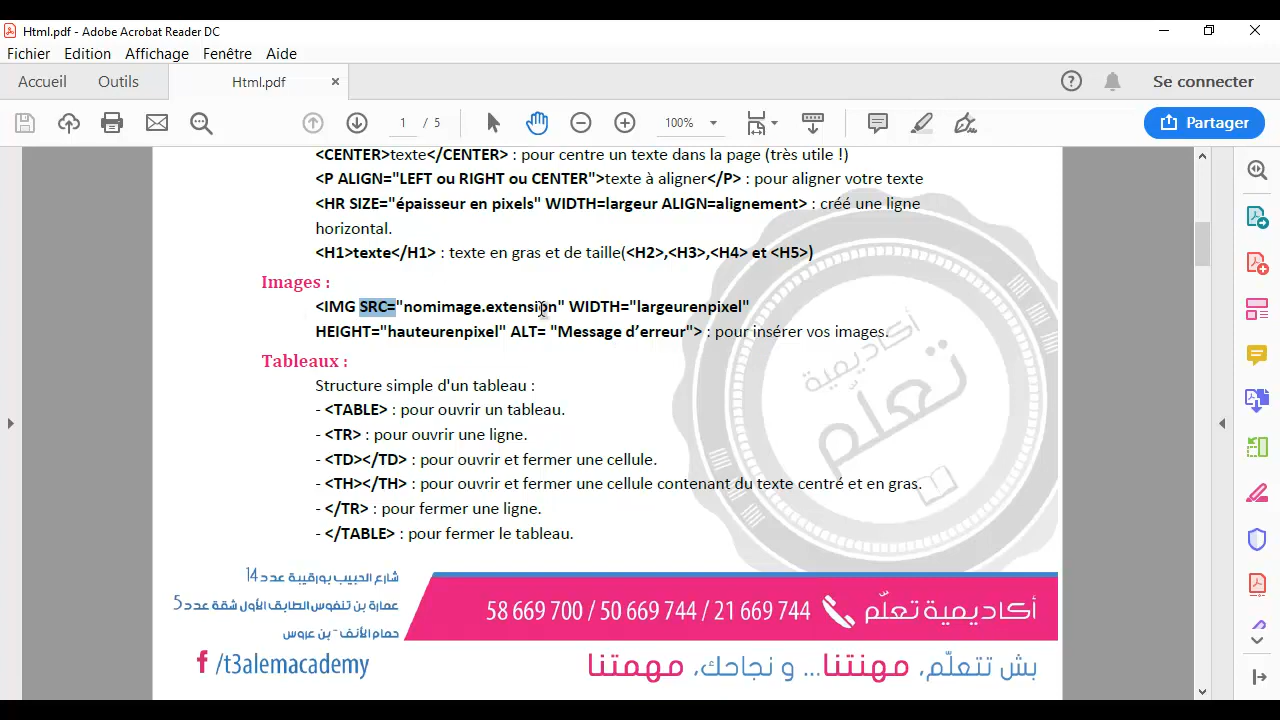 Html.pdf - Adobe Acrobat Reader DC
Fichier Edition Affichage Fenêtre Aide
Accueil Outils Html.pdf × Se connecter
1 / 5 100% Partager
<CENTER>texte</CENTER> : pour centre un texte dans la page (très utile !)
<P ALIGN="LEFT ou RIGHT ou CENTER">texte à aligner</P> : pour aligner votre texte
<HR SIZE="épaisseur en pixels" WIDTH=largeur ALIGN=alignement> : créé une ligne
horizontal.
<H1>texte</H1> : texte en gras et de taille(<H2>,<H3>,<H4> et <H5>)
Images :
<IMG SRC="nomimage.extension" WIDTH="largeurenpixel"
HEIGHT="hauteurenpixel" ALT= "Message d’erreur"> : pour insérer vos images.
Tableaux :
Structure simple d'un tableau :
- <TABLE> : pour ouvrir un tableau.
- <TR> : pour ouvrir une ligne.
- <TD></TD> : pour ouvrir et fermer une cellule.
- <TH></TH> : pour ouvrir et fermer une cellule contenant du texte centré et en gras.
- </TR> : pour fermer une ligne.
- </TABLE> : pour fermer le tableau.
أكاديمية
تعلّم
شارع الحبيب بورقيبة عدد 14
عمارة بن تنفوس الطابق الأول شقة عدد 5
حمام الأنف - بن عروس
58 669 700 / 50 669 744 / 21 669 744 أكاديمية تعلّم
f /t3alemacademy
بش تتعلّم، مهنتنا... و نجاحك، مهمتنا